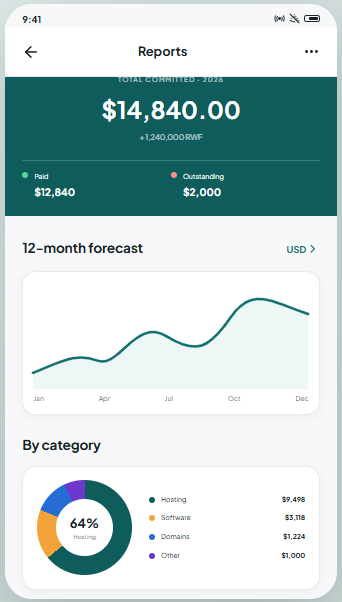 9:41
Reports
TOTAL COMMITTED · 2026
$14,840.00
+1,240,000 RWF
Paid
$12,840
Outstanding
$2,000
12-month forecast
USD
Jan Apr Jul Oct Dec
By category
64%
Hosting
Hosting $9,498
Software $3,118
Domains $1,224
Other $1,000